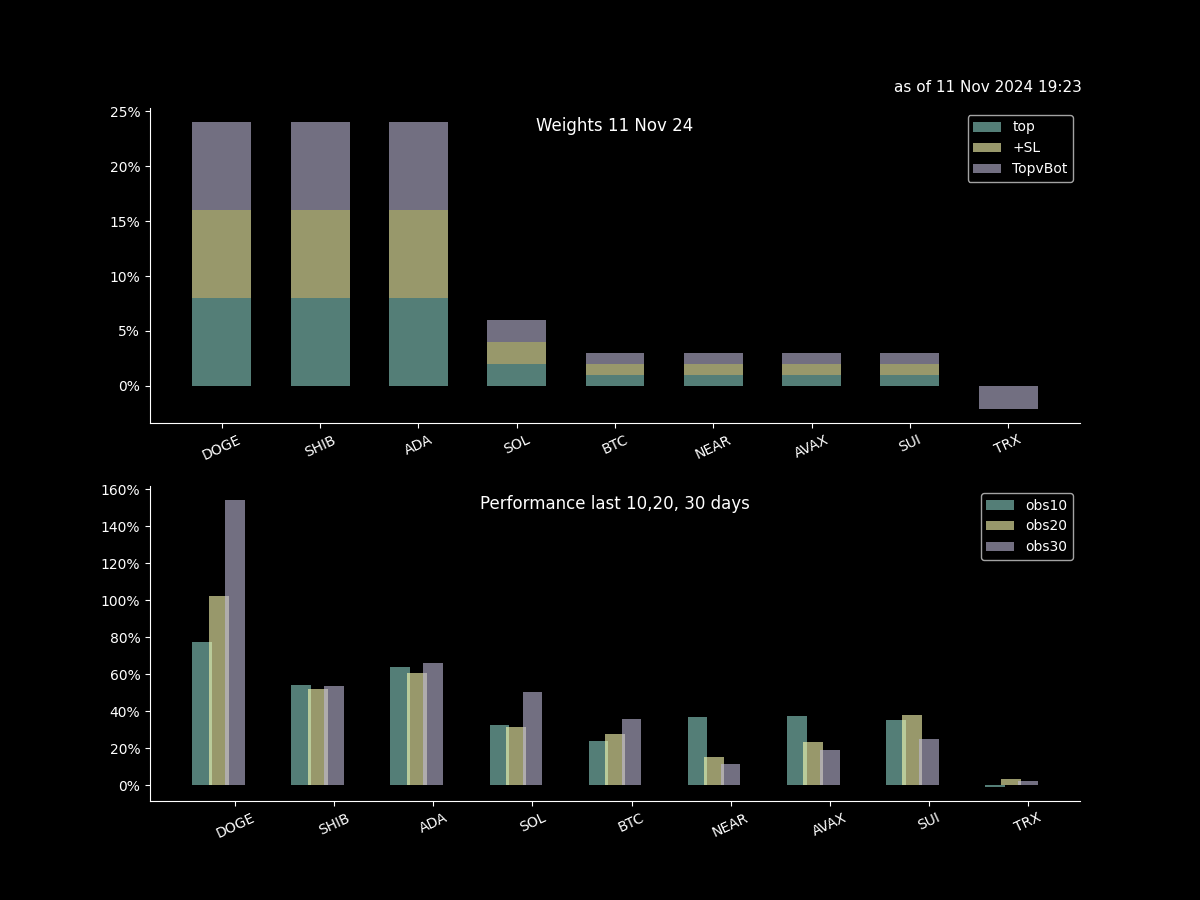 as of 11 Nov 2024 19:23
Weights 11 Nov 24
top
+SL
TopvBot
25%
20%
15%
10%
5%
0%
DOGE SHIB ADA SOL BTC NEAR AVAX SUI TRX
Performance last 10,20, 30 days
obs10
obs20
obs30
160%
140%
120%
100%
80%
60%
40%
20%
0%
DOGE SHIB ADA SOL BTC NEAR AVAX SUI TRX